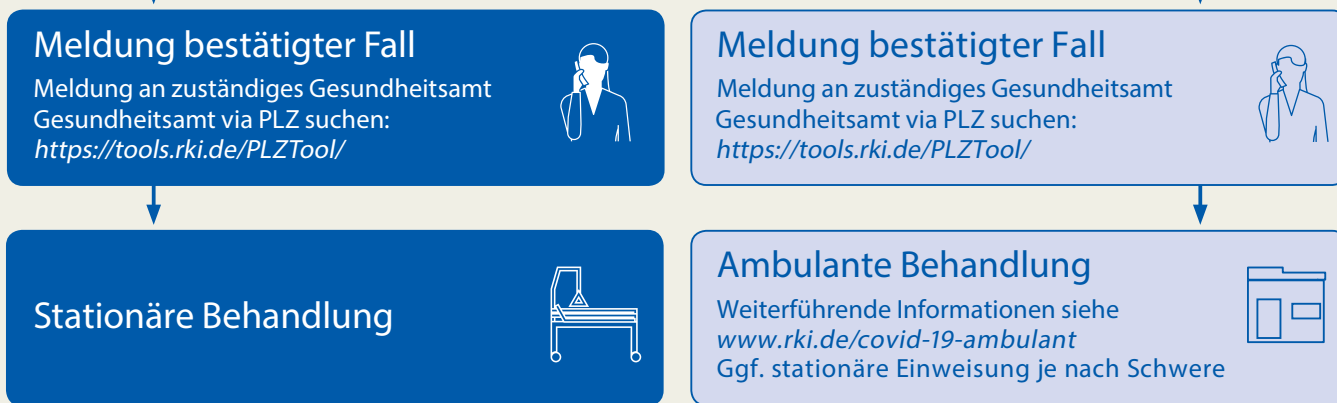 Meldung bestätigter Fall
Meldung an zuständiges Gesundheitsamt
Gesundheitsamt via PLZ suchen:
https://tools.rki.de/PLZTool/
Stationäre Behandlung
Meldung bestätigter Fall
Meldung an zuständiges Gesundheitsamt
Gesundheitsamt via PLZ suchen:
https://tools.rki.de/PLZTool/
Ambulante Behandlung
Weiterführende Informationen siehe
www.rki.de/covid-19-ambulant
Ggf. stationäre Einweisung je nach Schwere